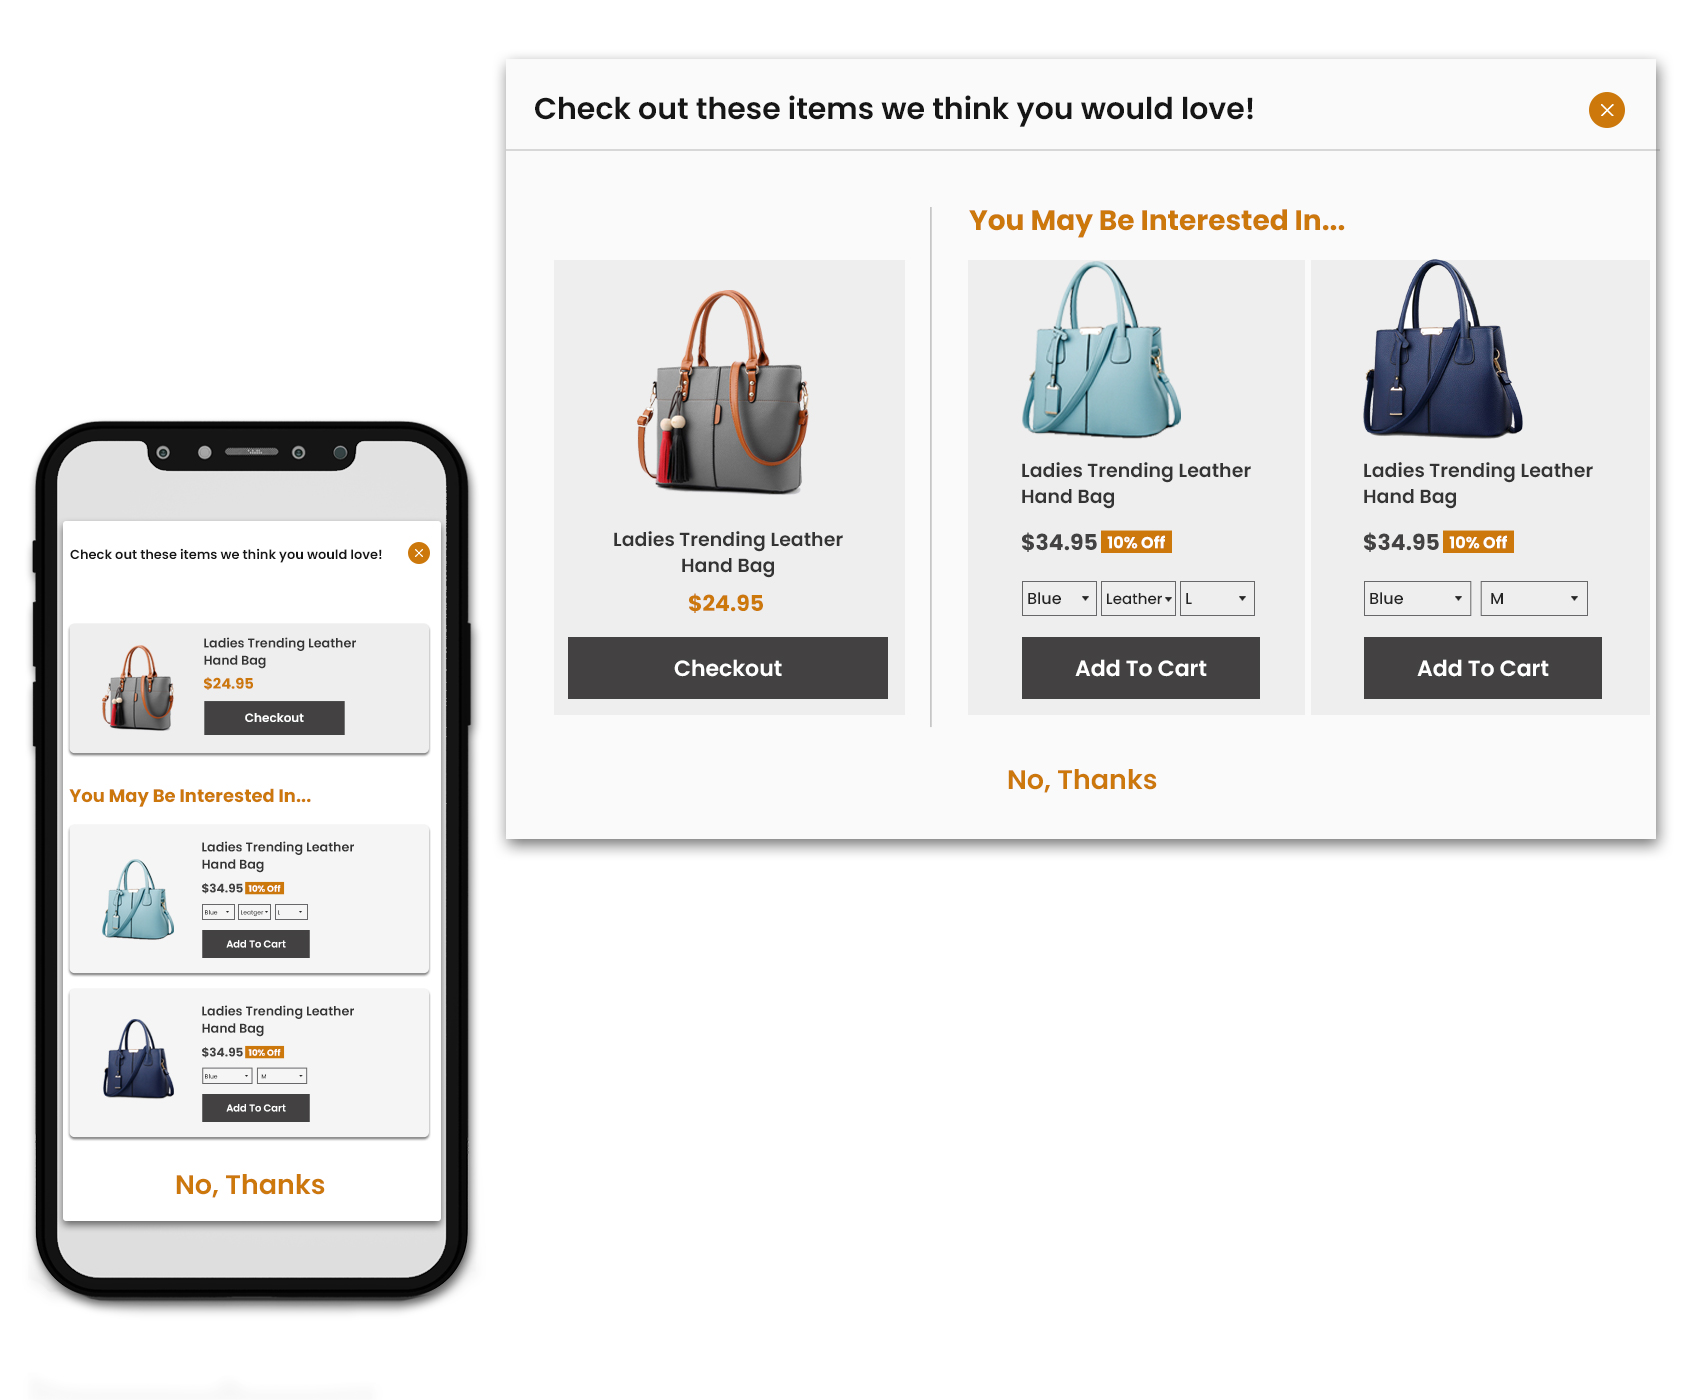 Check out these items we think you would love!
You May Be Interested In...
Ladies Trending Leather
Hand Bag
$24.95
Checkout
Ladies Trending Leather
Hand Bag
$34.95 10% Off
Blue Leather L
Add To Cart
Ladies Trending Leather
Hand Bag
$34.95 10% Off
Blue M
Add To Cart
No, Thanks
Check out these items we think you would love!
Ladies Trending Leather
Hand Bag
$24.95
Checkout
You May Be Interested In...
Ladies Trending Leather
Hand Bag
$34.95 10% Off
Blue Leatger L
Add To Cart
Ladies Trending Leather
Hand Bag
$34.95 10% Off
Blue M
Add To Cart
No, Thanks